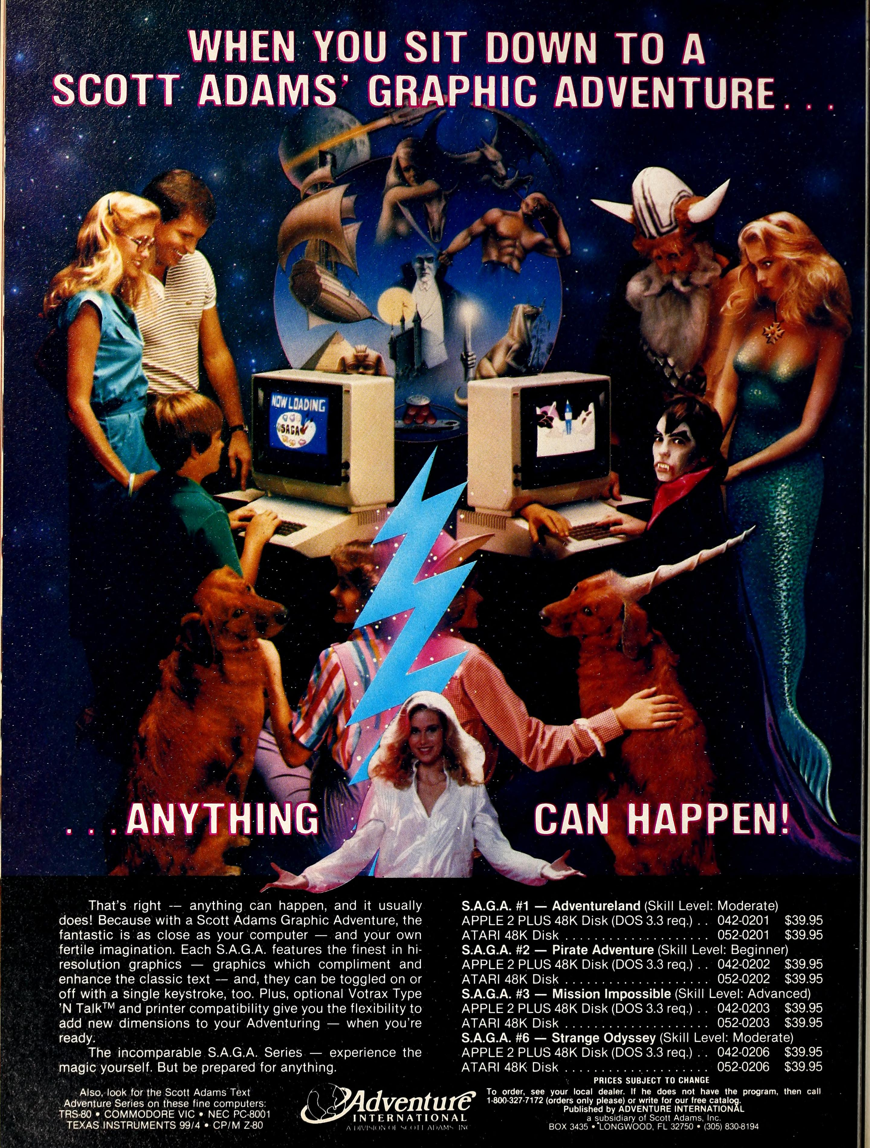 WHEN YOU SIT DOWN TO A
SCOTT ADAMS' GRAPHIC ADVENTURE...
NOW LOADING
SAGA
...ANYTHING CAN HAPPEN!
That's right -- anything can happen, and it usually
does! Because with a Scott Adams Graphic Adventure, the
fantastic is as close as your computer — and your own
fertile imagination. Each S.A.G.A. features the finest in hi-
resolution graphics — graphics which compliment and
enhance the classic text -- and, they can be toggled on or
off with a single keystroke, too. Plus, optional Votrax Type
'N Talk™ and printer compatibility give you the flexibility to
add new dimensions to your Adventuring — when you're
ready.
The incomparable S.A.G.A. Series — experience the
magic yourself. But be prepared for anything.
Also, look for the Scott Adams Text
Adventure Series on these fine computers:
TRS-80 • COMMODORE VIC • NEC PC-8001
TEXAS INSTRUMENTS 99/4 • CP/M Z-80
Adventure
INTERNATIONAL
A DIVISION OF SCOTT ADAMS, INC
S.A.G.A. #1 — Adventureland (Skill Level: Moderate)
APPLE 2 PLUS 48K Disk (DOS 3.3 req.) . . 042-0201 $39.95
ATARI 48K Disk . . . . . . . . . . . . . . . . . . . . 052-0201 $39.95
S.A.G.A. #2 — Pirate Adventure (Skill Level: Beginner)
APPLE 2 PLUS 48K Disk (DOS 3.3 req.) . . 042-0202 $39.95
ATARI 48K Disk . . . . . . . . . . . . . . . . . . . . 052-0202 $39.95
S.A.G.A. #3 — Mission Impossible (Skill Level: Advanced)
APPLE 2 PLUS 48K Disk (DOS 3.3 req.) . . 042-0203 $39.95
ATARI 48K Disk . . . . . . . . . . . . . . . . . . . . 052-0203 $39.95
S.A.G.A. #6 — Strange Odyssey (Skill Level: Moderate)
APPLE 2 PLUS 48K Disk (DOS 3.3 req.) . . 042-0206 $39.95
ATARI 48K Disk . . . . . . . . . . . . . . . . . . . . 052-0206 $39.95
PRICES SUBJECT TO CHANGE
To order, see your local dealer. If he does not have the program, then call
1-800-327-7172 (orders only please) or write for our free catalog.
Published by ADVENTURE INTERNATIONAL
a subsidiary of Scott Adams, Inc.
BOX 3435 • LONGWOOD, FL 32750 • (305) 830-8194